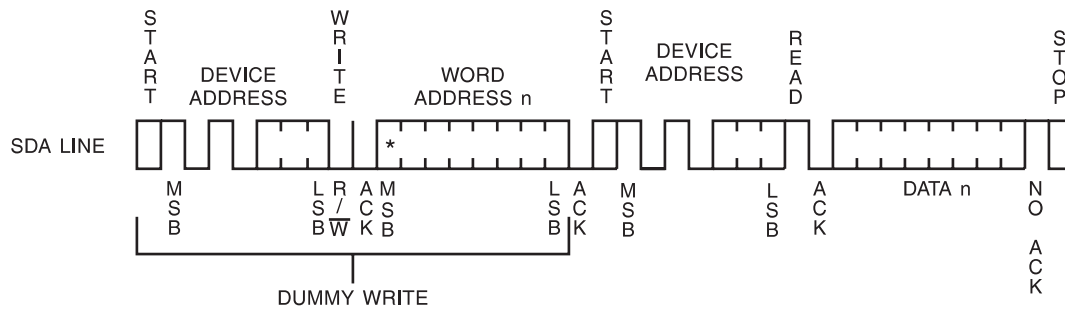 START
WRITE
START
READ
STOP
DEVICE
ADDRESS
WORD
ADDRESS n
DEVICE
ADDRESS
SDA LINE
*
MSB
LSB
R/W
ACK
MSB
LSB
ACK
MSB
LSB
ACK
DATA n
NO ACK
DUMMY WRITE